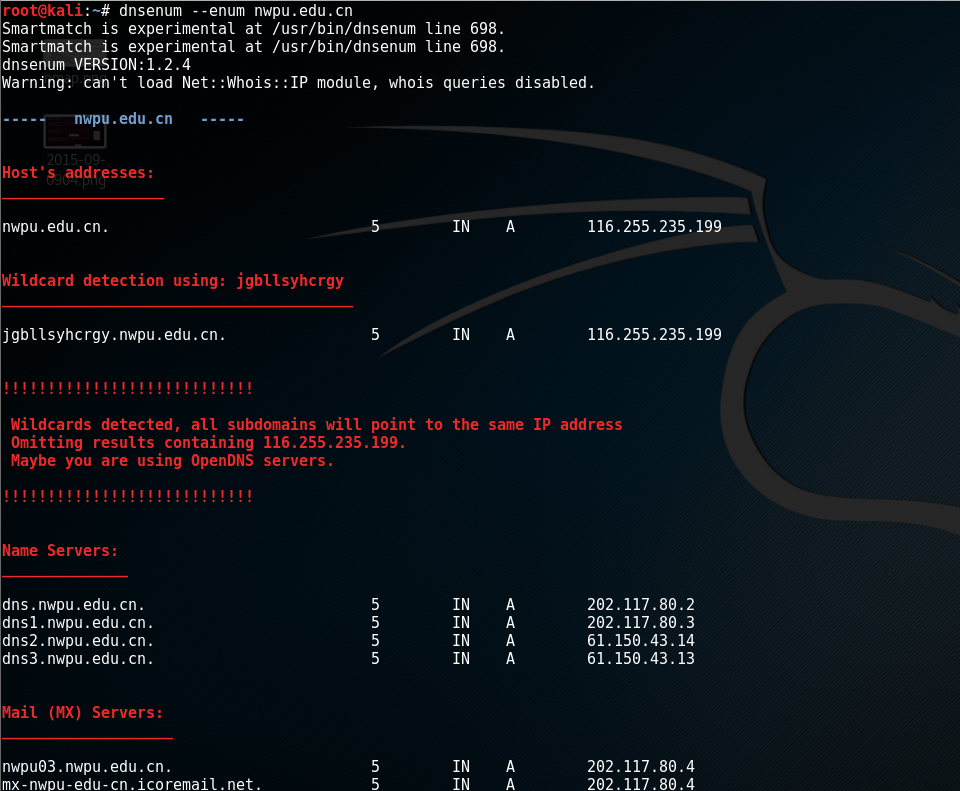 root@kali:~# dnsenum --enum nwpu.edu.cn
Smartmatch is experimental at /usr/bin/dnsenum line 698.
Smartmatch is experimental at /usr/bin/dnsenum line 698.
dnsenum VERSION:1.2.4
Warning: can't load Net::Whois::IP module, whois queries disabled.
-----   nwpu.edu.cn   -----
2015-09-
0904.png
Host's addresses:
__________________
nwpu.edu.cn. 5 IN A 116.255.235.199
Wildcard detection using: jgbllsyhcrgy
_______________________________________
jgbllsyhcrgy.nwpu.edu.cn. 5 IN A 116.255.235.199
!!!!!!!!!!!!!!!!!!!!!!!!!!!!
Wildcards detected, all subdomains will point to the same IP address
Omitting results containing 116.255.235.199.
Maybe you are using OpenDNS servers.
!!!!!!!!!!!!!!!!!!!!!!!!!!!!
Name Servers:
______________
dns.nwpu.edu.cn. 5 IN A 202.117.80.2
dns1.nwpu.edu.cn. 5 IN A 202.117.80.3
dns2.nwpu.edu.cn. 5 IN A 61.150.43.14
dns3.nwpu.edu.cn. 5 IN A 61.150.43.13
Mail (MX) Servers:
___________________
nwpu03.nwpu.edu.cn. 5 IN A 202.117.80.4
mx-nwpu-edu-cn.icoremail.net. 5 IN A 202.117.80.4